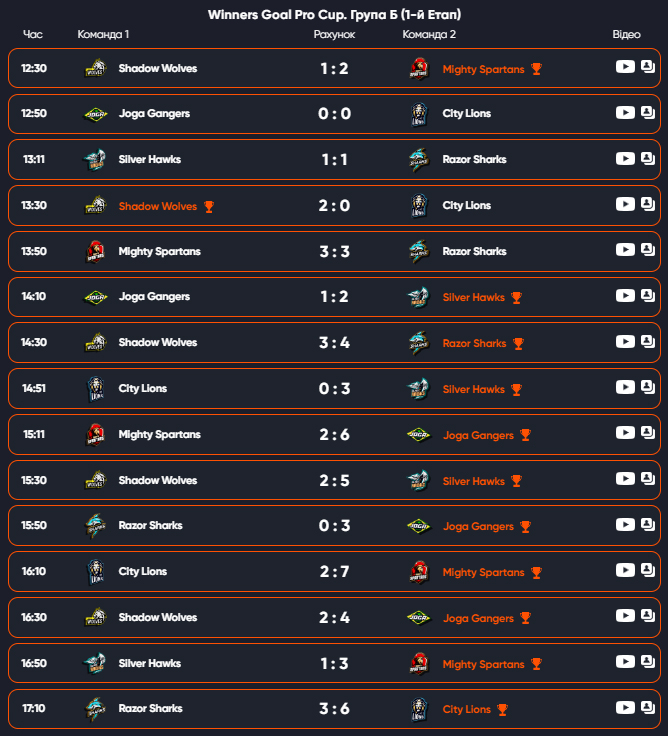 Winners Goal Pro Cup. Група Б (1-й Етап)
Час Команда 1 Рахунок Команда 2 Відео
12:30 Shadow Wolves 1 : 2 Mighty Spartans
12:50 Joga Gangers 0 : 0 City Lions
13:11 Silver Hawks 1 : 1 Razor Sharks
13:30 Shadow Wolves 2 : 0 City Lions
13:50 Mighty Spartans 3 : 3 Razor Sharks
14:10 Joga Gangers 1 : 2 Silver Hawks
14:30 Shadow Wolves 3 : 4 Razor Sharks
14:51 City Lions 0 : 3 Silver Hawks
15:11 Mighty Spartans 2 : 6 Joga Gangers
15:30 Shadow Wolves 2 : 5 Silver Hawks
15:50 Razor Sharks 0 : 3 Joga Gangers
16:10 City Lions 2 : 7 Mighty Spartans
16:30 Shadow Wolves 2 : 4 Joga Gangers
16:50 Silver Hawks 1 : 3 Mighty Spartans
17:10 Razor Sharks 3 : 6 City Lions